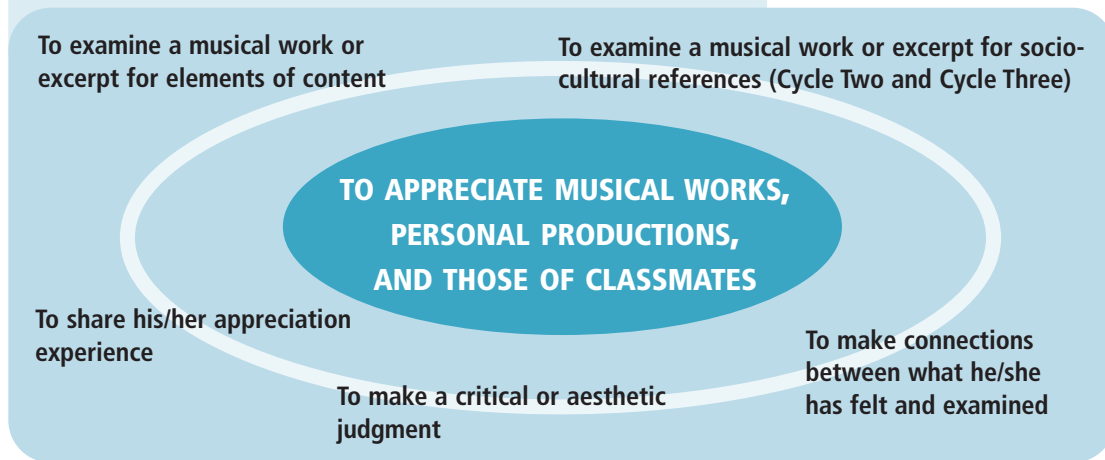 To examine a musical work or
excerpt for elements of content
To examine a musical work or excerpt for socio-
cultural references (Cycle Two and Cycle Three)
TO APPRECIATE MUSICAL WORKS,
PERSONAL PRODUCTIONS,
AND THOSE OF CLASSMATES
To share his/her appreciation
experience
To make a critical or aesthetic
judgment
To make connections
between what he/she
has felt and examined